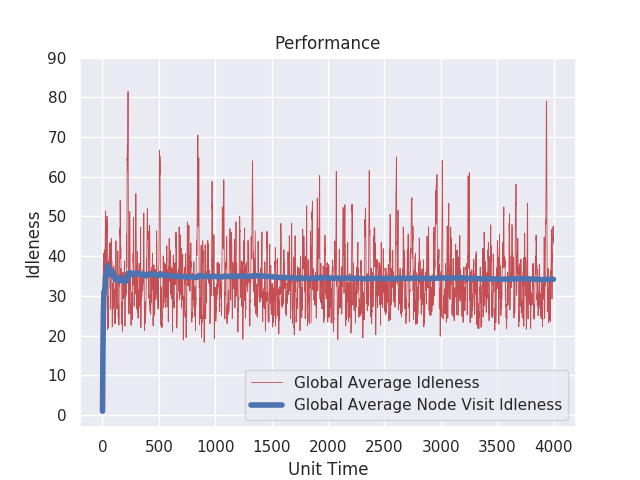 Performance
90
80
70
60
50
40
30
20
10
0
Idleness
Global Average Idleness
Global Average Node Visit Idleness
0 500 1000 1500 2000 2500 3000 3500 4000
Unit Time